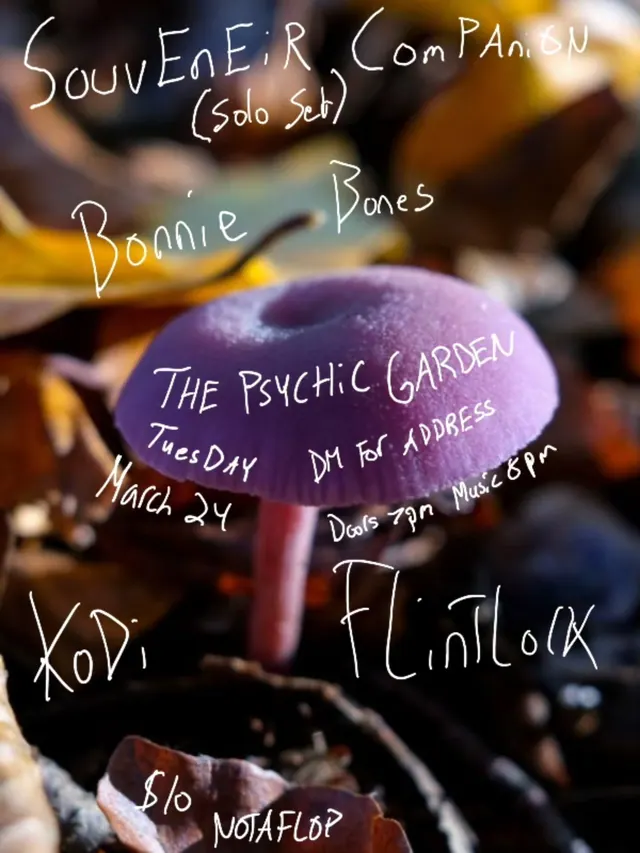 SouvEnEiR CompAniON
(Solo Set)
Bonnie Bones
THE PSYCHiC GARDEN
TuesDAY
March 24
DM For ADDRESS
Doors 7pm Music 8pm
KoDi
FLinTLocK
$10
NOTAFLOP